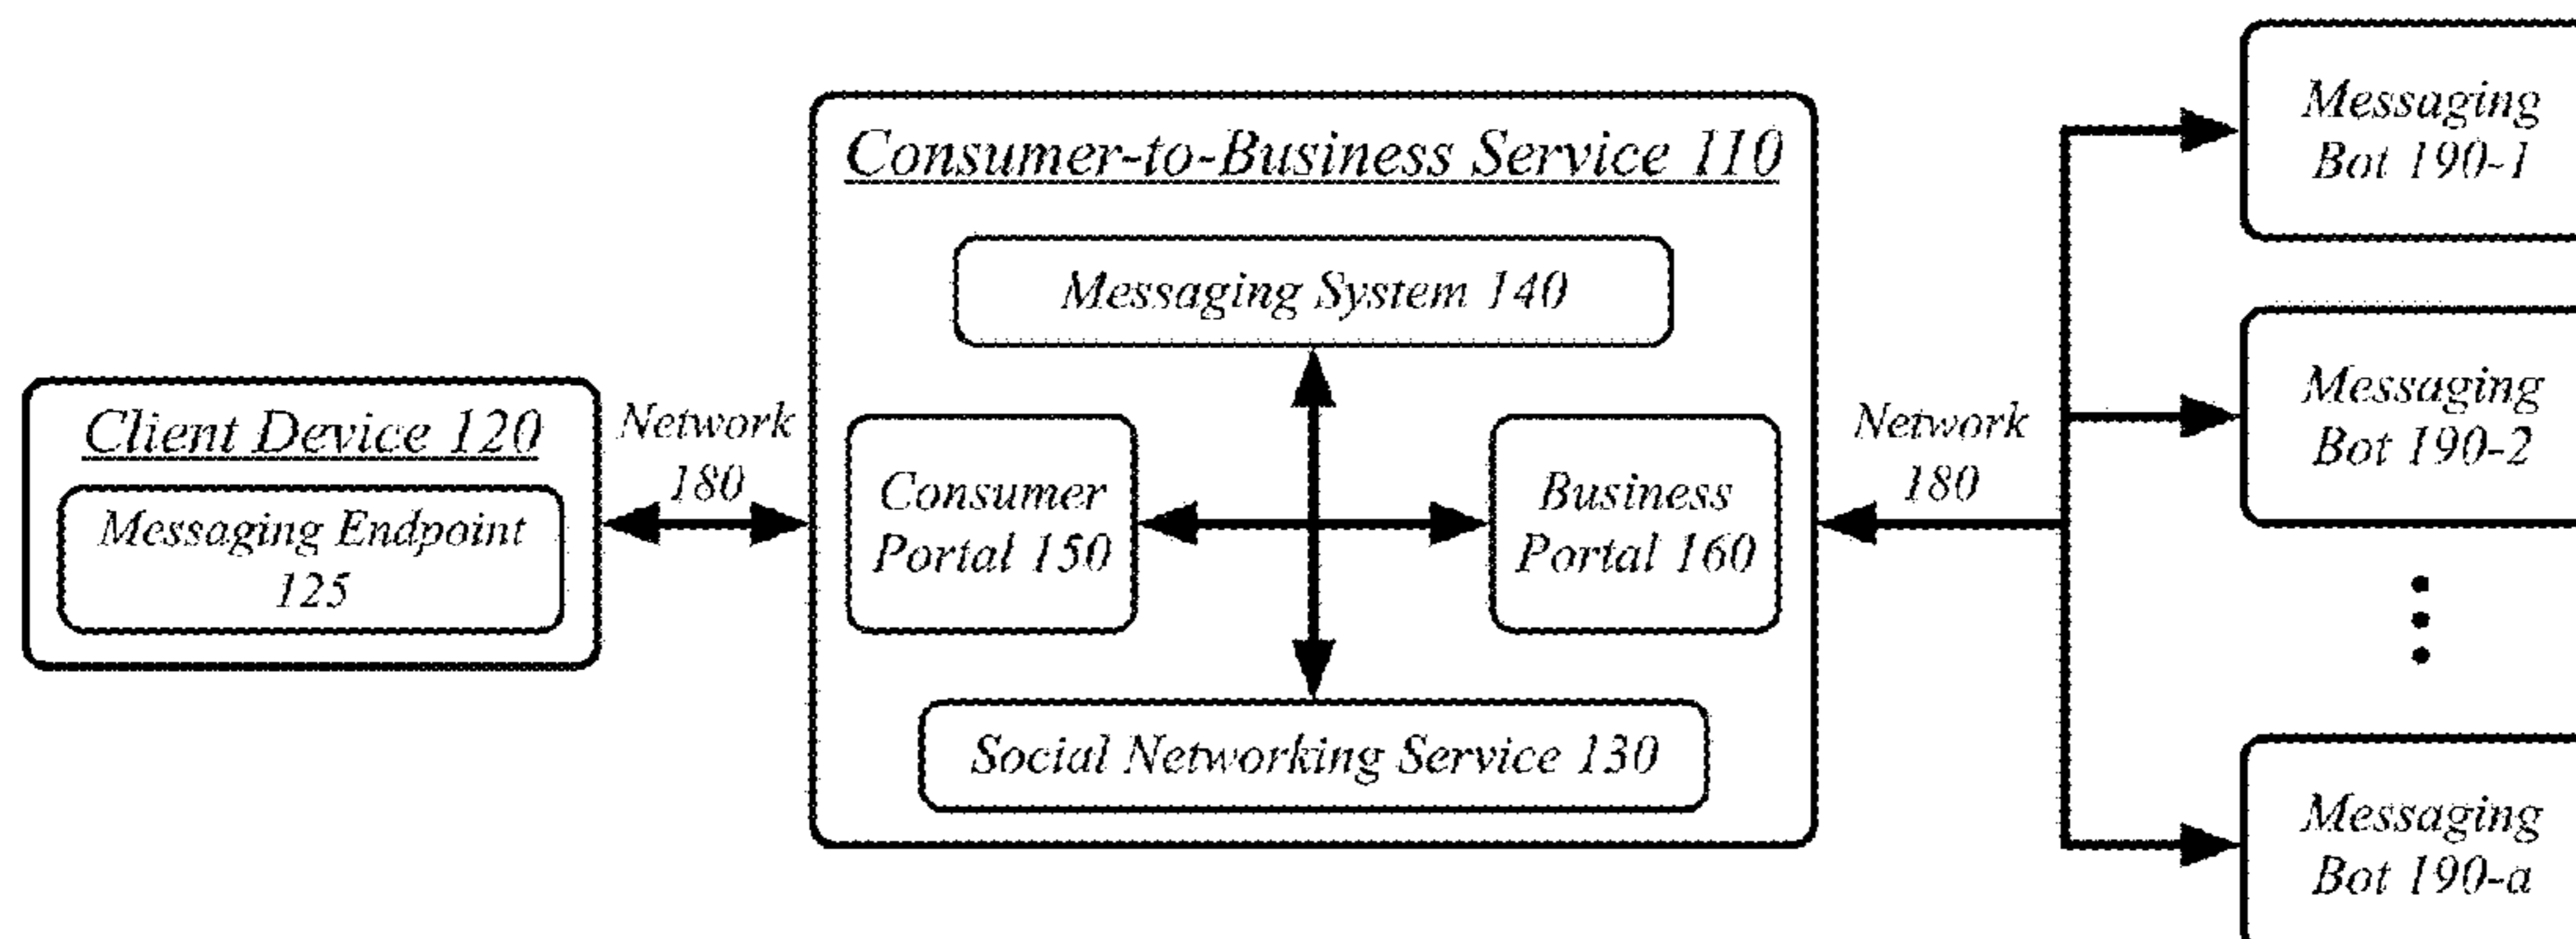 Client Device 120
Messaging Endpoint
125
Network
180
Consumer-to-Business Service 110
Messaging System 140
Consumer
Portal 150
Business
Portal 160
Social Networking Service 130
Network
180
Messaging
Bot 190-1
Messaging
Bot 190-2
Messaging
Bot 190-a